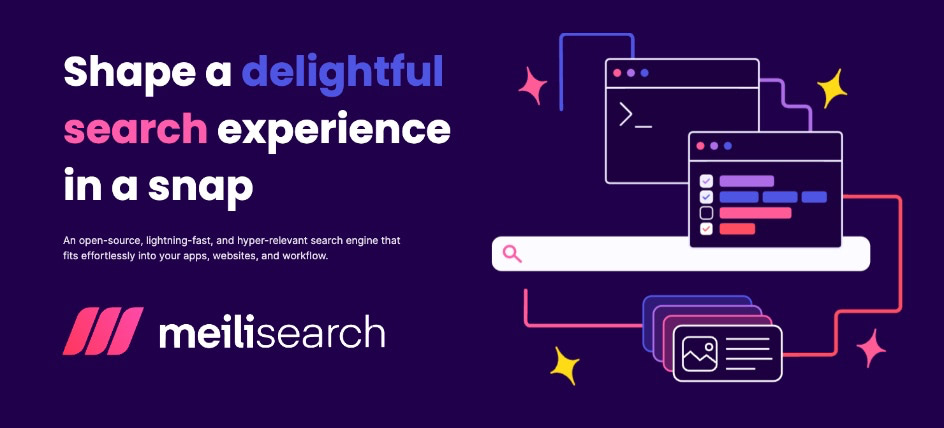 Shape a delightful
search experience
in a snap
An open-source, lightning-fast, and hyper-relevant search engine that
fits effortlessly into your apps, websites, and workflow.
meilisearch
>_